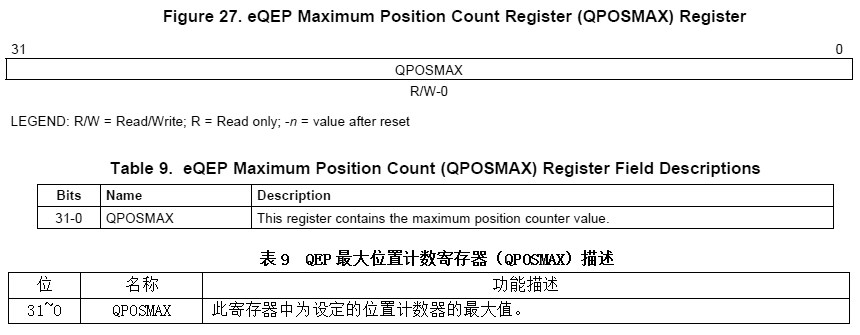 Figure 27. eQEP Maximum Position Count Register (QPOSMAX) Register
31 0
QPOSMAX
R/W-0
LEGEND: R/W = Read/Write; R = Read only; -n = value after reset
Table 9. eQEP Maximum Position Count (QPOSMAX) Register Field Descriptions
Bits Name Description
31-0 QPOSMAX This register contains the maximum position counter value.
表 9 QEP 最大位置计数寄存器（QPOSMAX）描述
位 名称 功能描述
31~0 QPOSMAX 此寄存器中为设定的位置计数器的最大值。